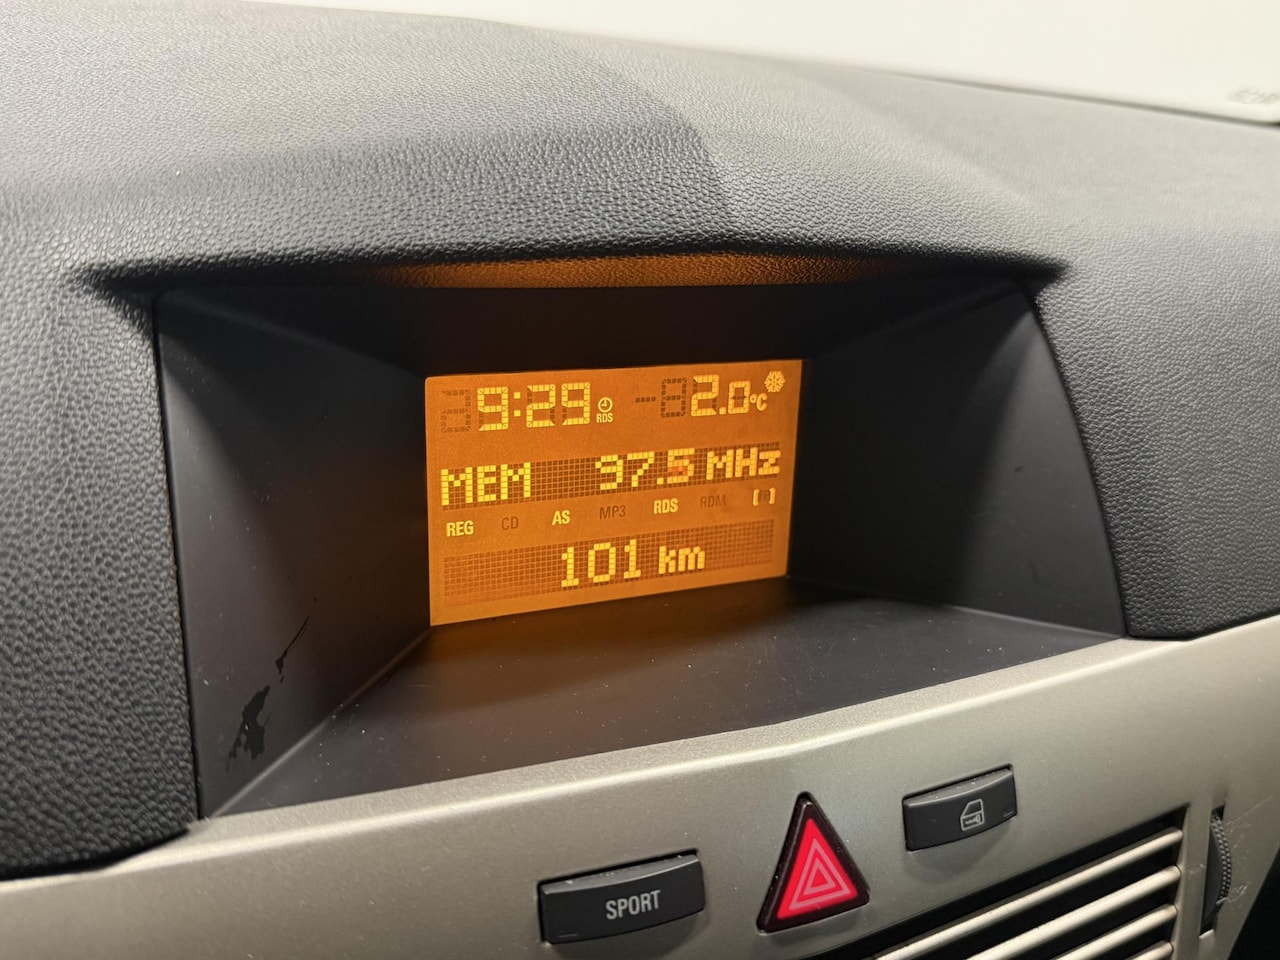 9:29 RDS 2.0°C
MEM 97.5 MHz
REG CD AS MP3 RDS RDM [ ]
101 km
SPORT